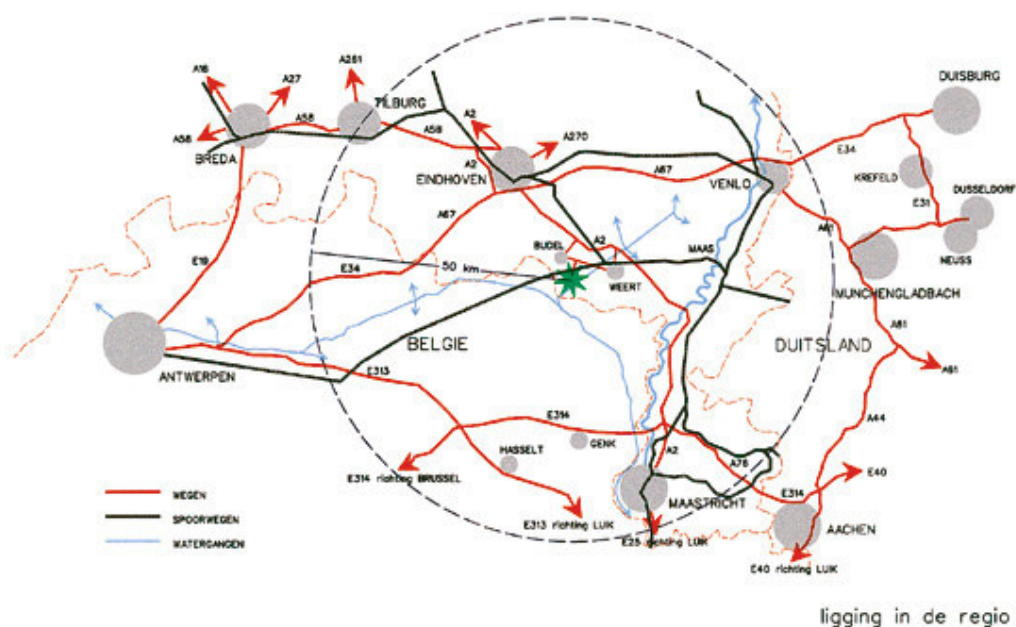 A16
A27
A261
DUISBURG
TILBURG
A58
A58
A58
A2
A270
BREDA
A2
EINDHOVEN
A67
VENLO
E34
KREFELD
DUSSELDORF
E31
A67
A61
NEUSS
E19
BUDEL
A2
MAAS
E34
50 km
WEERT
MUNCHENGLADBACH
BELGIE
DUITSLAND
A61
ANTWERPEN
E313
A61
A44
E314
GENK
HASSELT
A2
A76
E40
E314 richting BRUSSEL
E314
WEGEN
MAASTRICHT
SPOORWEGEN
E313 richting LUIK
AACHEN
WATERGANGEN
E25 richting LUIK
E40 richting LUIK
ligging in de regio